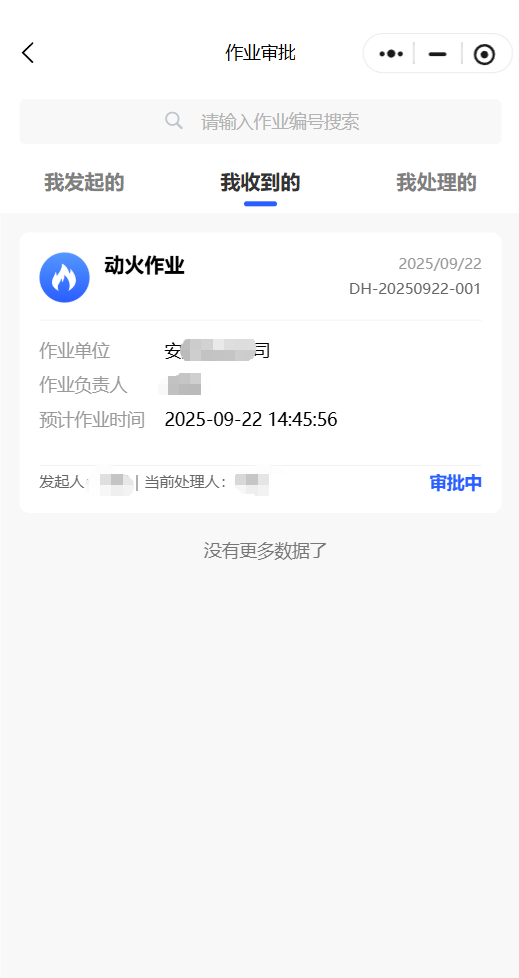 作业审批
请输入作业编号搜索
我发起的 我收到的 我处理的
动火作业 2025/09/22
DH-20250922-001
作业单位 安 司
作业负责人
预计作业时间 2025-09-22 14:45:56
发起人 | 当前处理人： 审批中
没有更多数据了